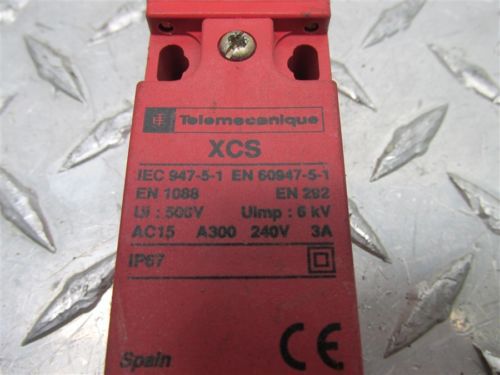 Telemecanique
XCS
IEC 947-5-1 EN 60947-5-1
EN 1088 EN 292
Ui : 500V Uimp : 6 kV
AC15 A300 240V 3A
IP67
Spain CE